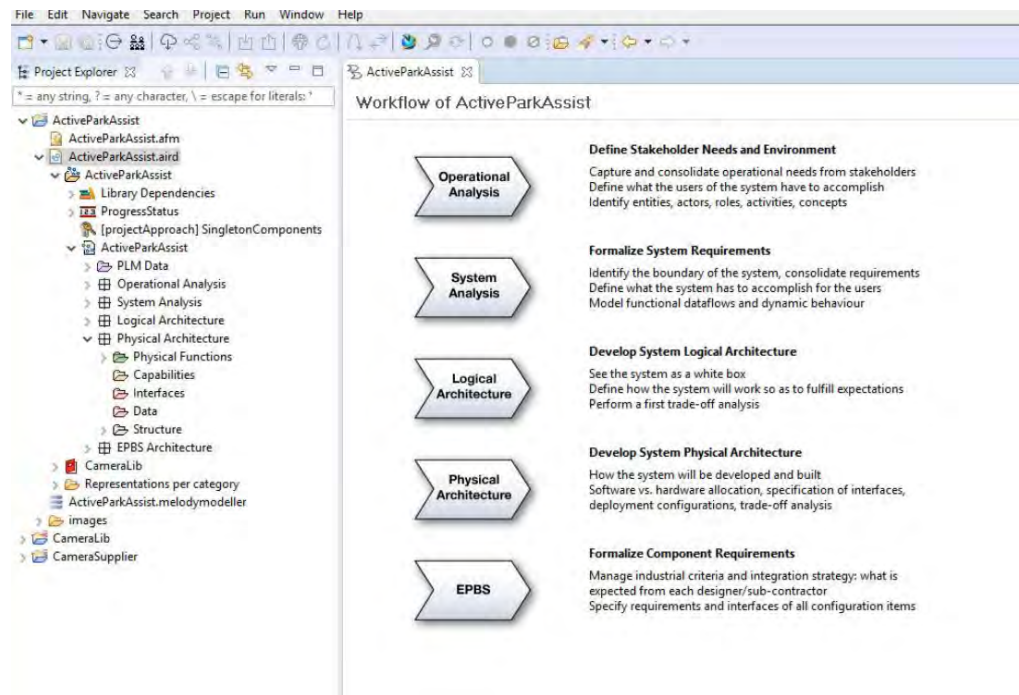 File Edit Navigate Search Project Run Window Help
Project Explorer
* = any string, ? = any character, \ = escape for literals: '
ActiveParkAssist
ActiveParkAssist.afm
ActiveParkAssist.aird
ActiveParkAssist
Library Dependencies
ProgressStatus
[projectApproach] SingletonComponents
ActiveParkAssist
PLM Data
Operational Analysis
System Analysis
Logical Architecture
Physical Architecture
Physical Functions
Capabilities
Interfaces
Data
Structure
EPBS Architecture
CameraLib
Representations per category
ActiveParkAssist.melodymodeller
images
CameraLib
CameraSupplier
ActiveParkAssist
Workflow of ActiveParkAssist
Operational
Analysis
Define Stakeholder Needs and Environment
Capture and consolidate operational needs from stakeholders
Define what the users of the system have to accomplish
Identify entities, actors, roles, activities, concepts
System
Analysis
Formalize System Requirements
Identify the boundary of the system, consolidate requirements
Define what the system has to accomplish for the users
Model functional dataflows and dynamic behaviour
Logical
Architecture
Develop System Logical Architecture
See the system as a white box
Define how the system will work so as to fulfill expectations
Perform a first trade-off analysis
Physical
Architecture
Develop System Physical Architecture
How the system will be developed and built
Software vs. hardware allocation, specification of interfaces,
deployment configurations, trade-off analysis
EPBS
Formalize Component Requirements
Manage industrial criteria and integration strategy: what is
expected from each designer/sub-contractor
Specify requirements and interfaces of all configuration items